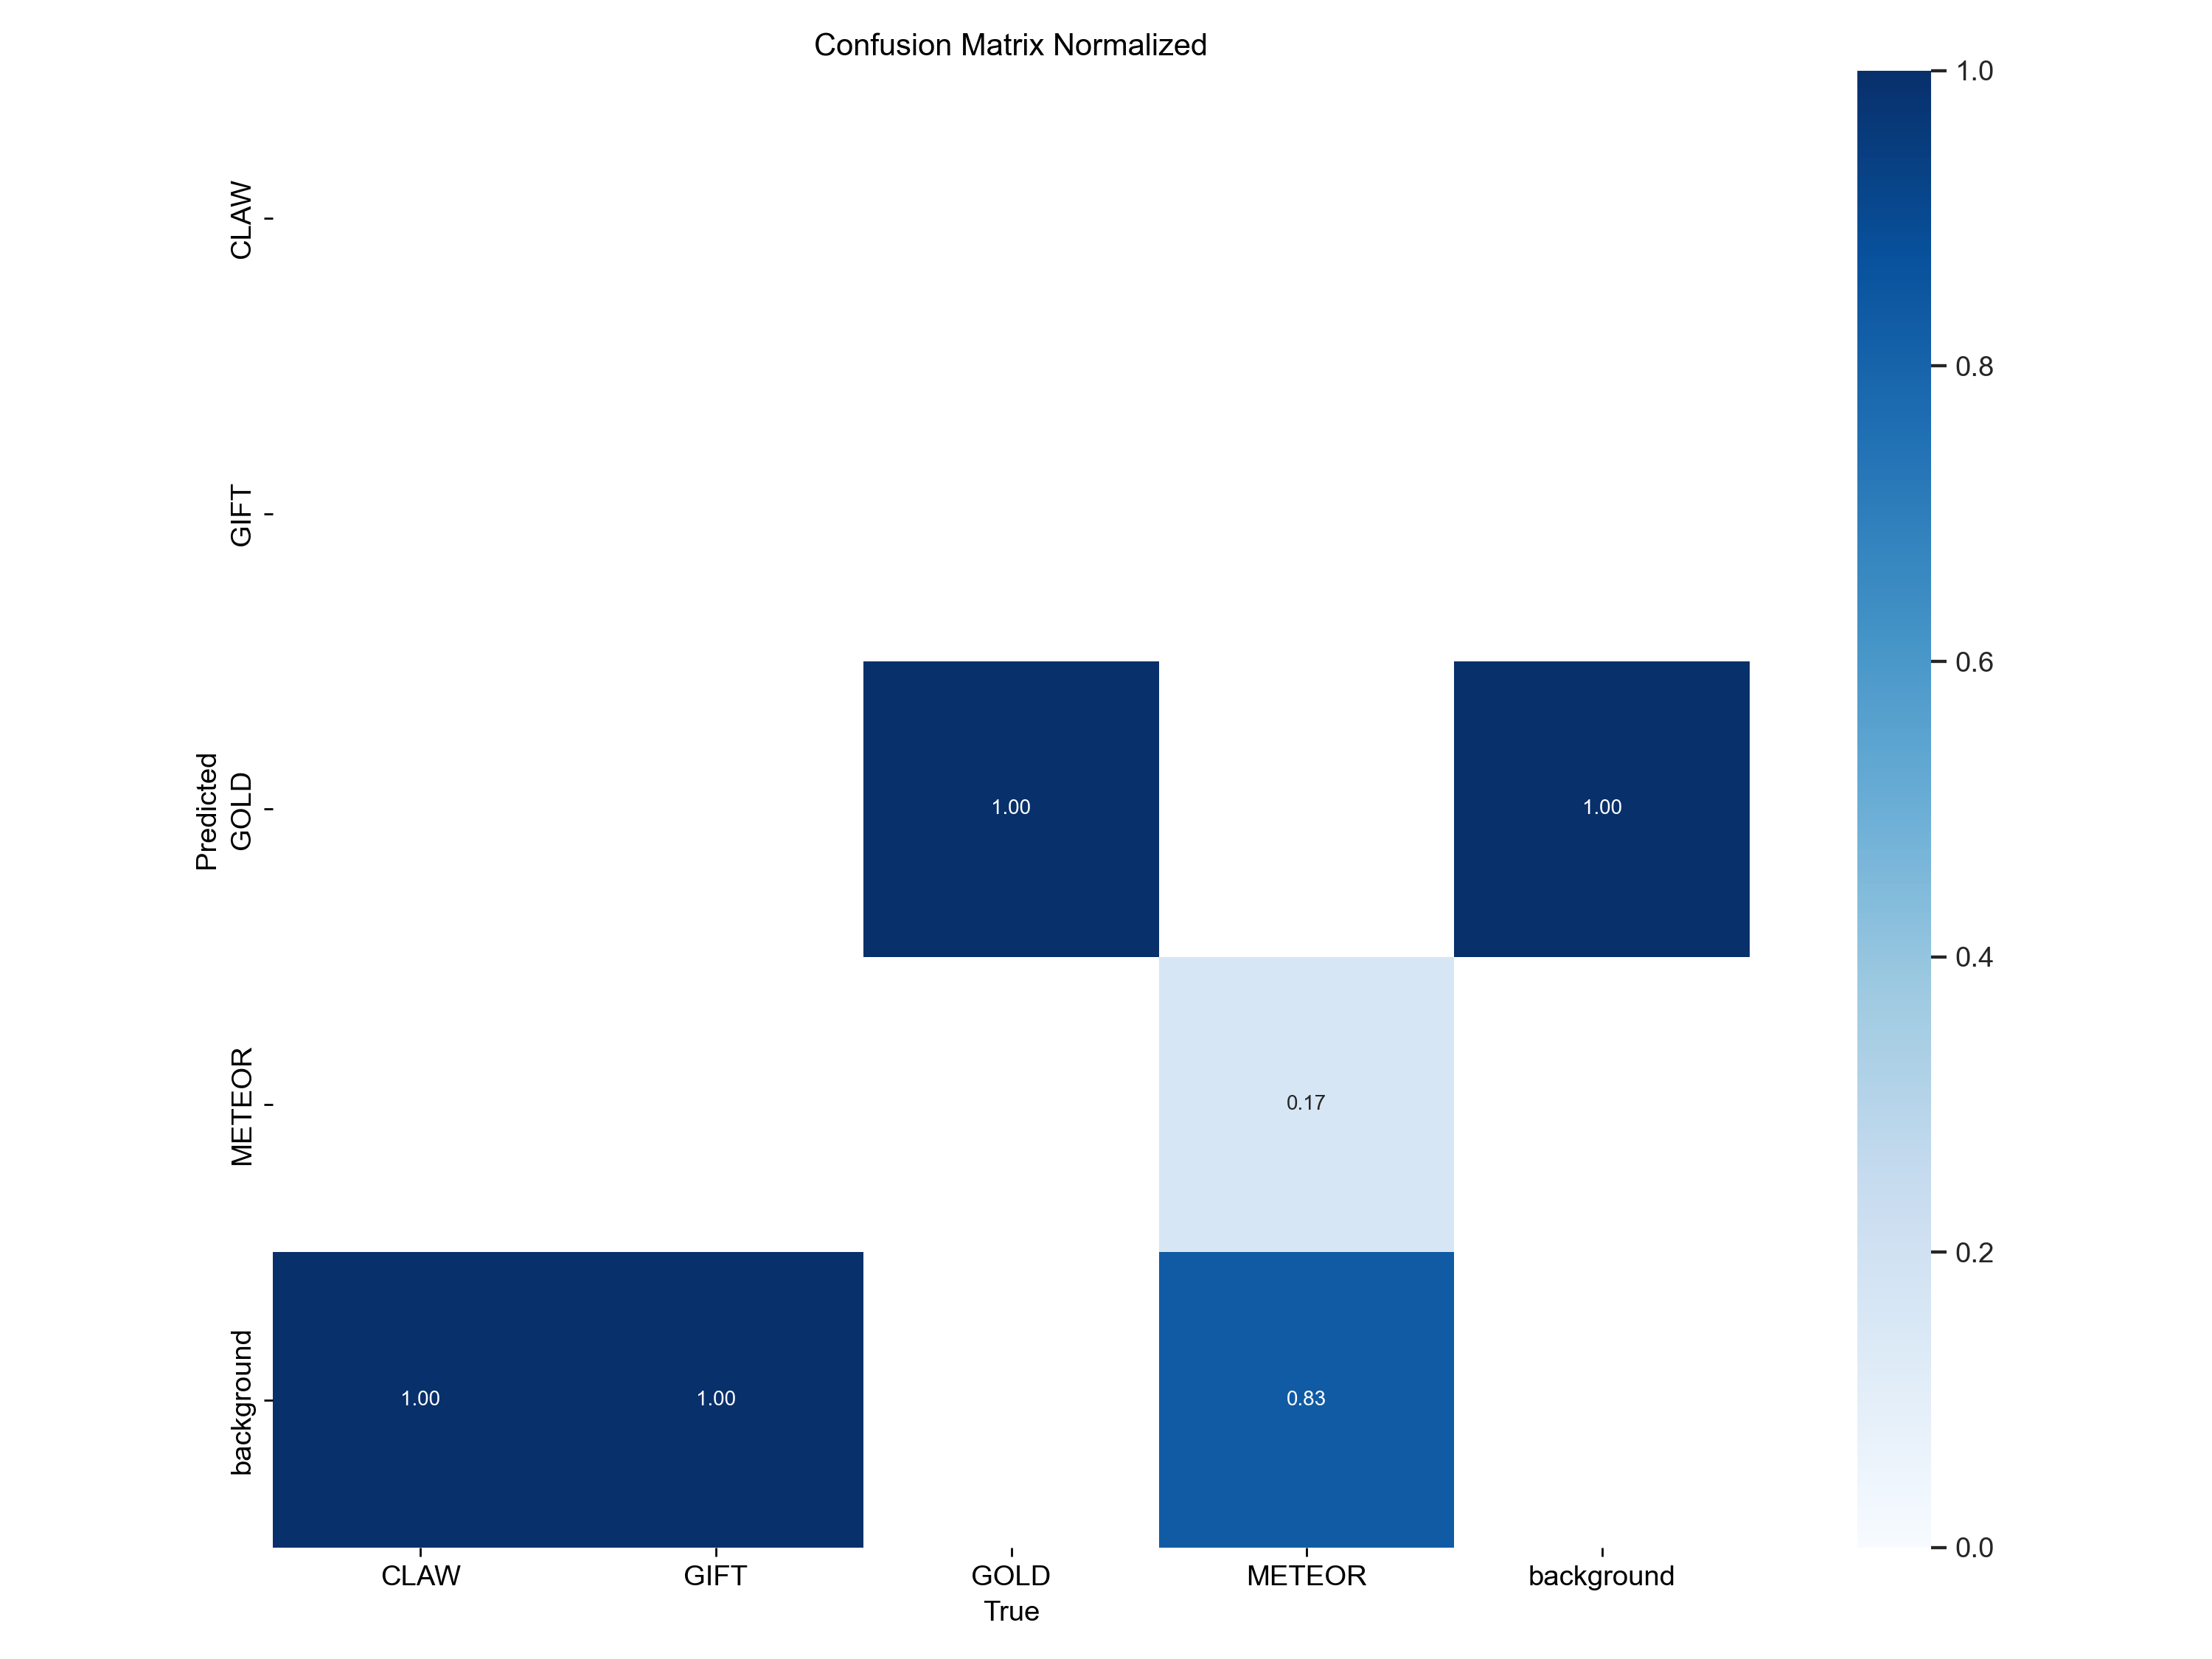 Confusion Matrix Normalized
1.0
CLAW
0.8
GIFT
0.6
Predicted
GOLD
1.00
1.00
0.4
METEOR
0.17
0.2
background
1.00
1.00
0.83
0.0
CLAW
GIFT
GOLD
METEOR
background
True